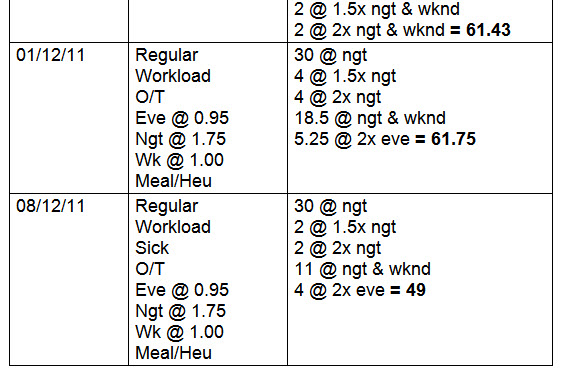 2 @ 1.5x ngt & wknd
2 @ 2x ngt & wknd = 61.43
01/12/11
Regular
Workload
O/T
Eve @ 0.95
Ngt @ 1.75
Wk @ 1.00
Meal/Heu
30 @ ngt
4 @ 1.5x ngt
4 @ 2x ngt
18.5 @ ngt & wknd
5.25 @ 2x eve = 61.75
08/12/11
Regular
Workload
Sick
O/T
Eve @ 0.95
Ngt @ 1.75
Wk @ 1.00
Meal/Heu
30 @ ngt
2 @ 1.5x ngt
2 @ 2x ngt
11 @ ngt & wknd
4 @ 2x eve = 49